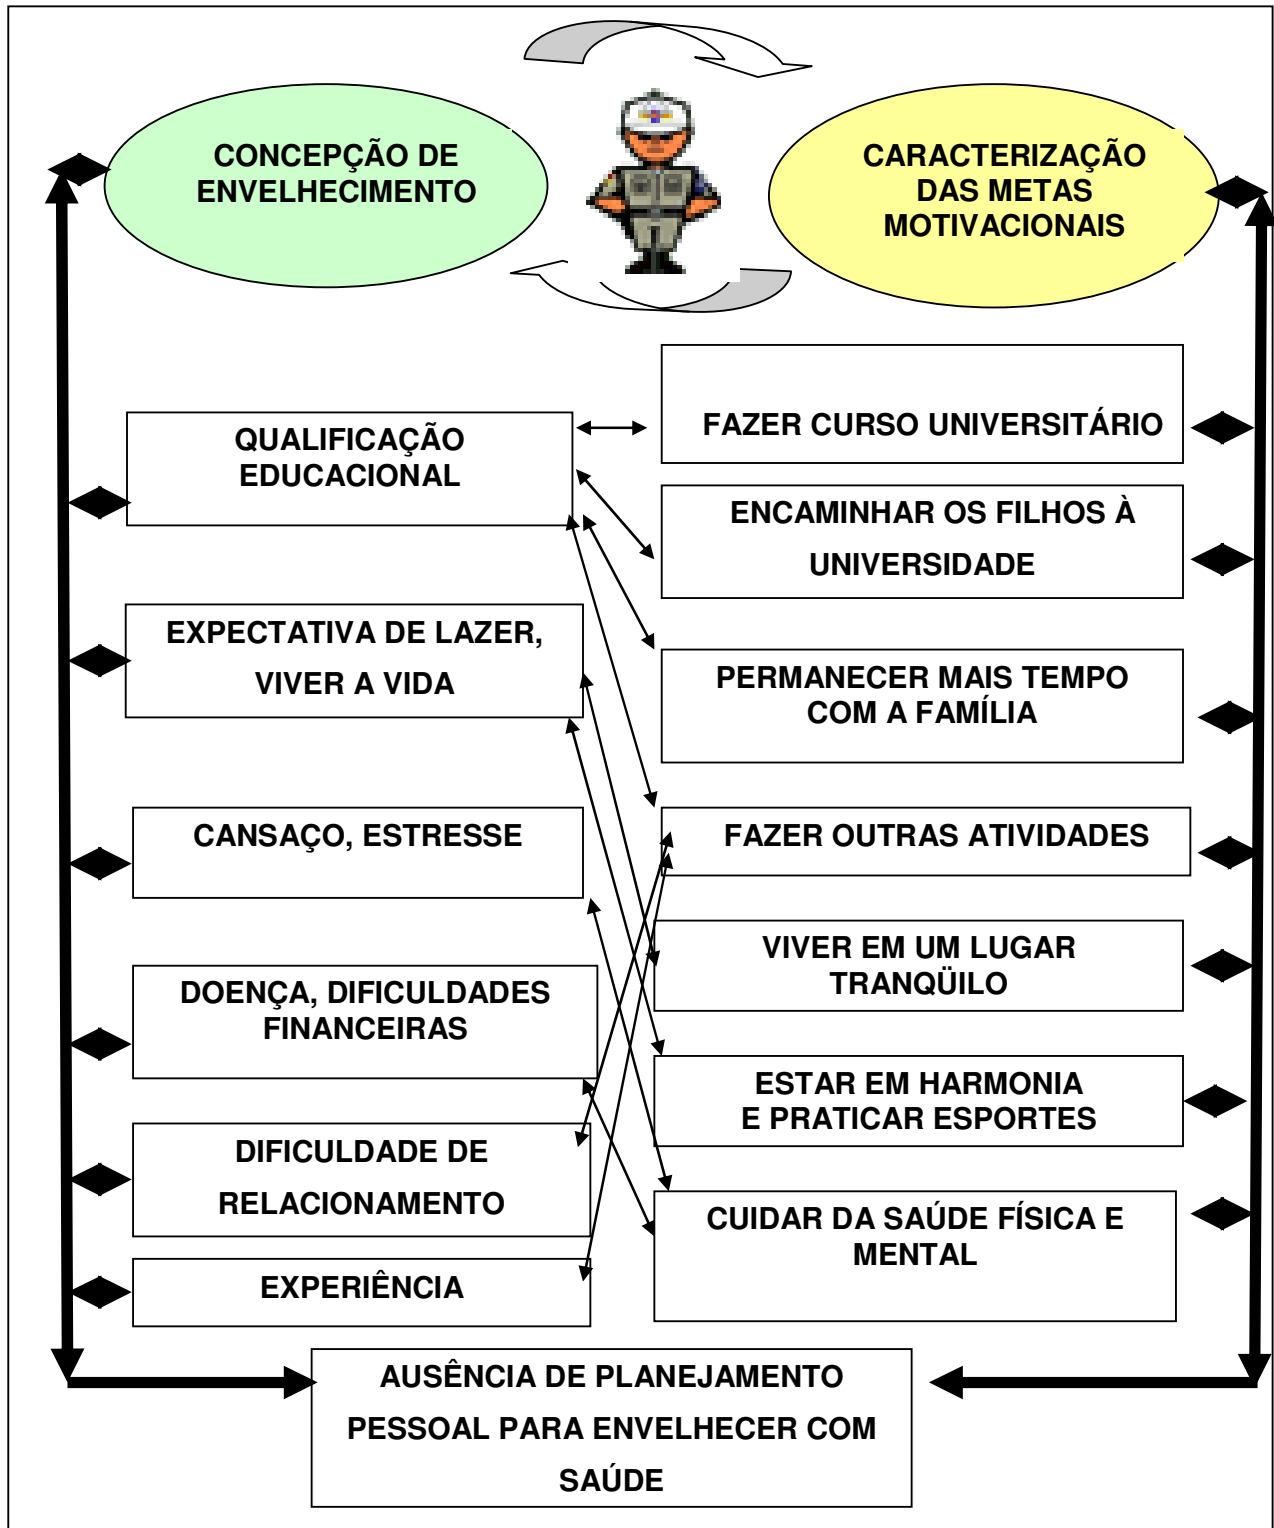 CONCEPÇÃO DE
ENVELHECIMENTO
CARACTERIZAÇÃO
DAS METAS
MOTIVACIONAIS
QUALIFICAÇÃO
EDUCACIONAL
EXPECTATIVA DE LAZER,
VIVER A VIDA
CANSAÇO, ESTRESSE
DOENÇA, DIFICULDADES
FINANCEIRAS
DIFICULDADE DE
RELACIONAMENTO
EXPERIÊNCIA
FAZER CURSO UNIVERSITÁRIO
ENCAMINHAR OS FILHOS À
UNIVERSIDADE
PERMANECER MAIS TEMPO
COM A FAMÍLIA
FAZER OUTRAS ATIVIDADES
VIVER EM UM LUGAR
TRANQÜILO
ESTAR EM HARMONIA
E PRATICAR ESPORTES
CUIDAR DA SAÚDE FÍSICA E
MENTAL
AUSÊNCIA DE PLANEJAMENTO
PESSOAL PARA ENVELHECER COM
SAÚDE